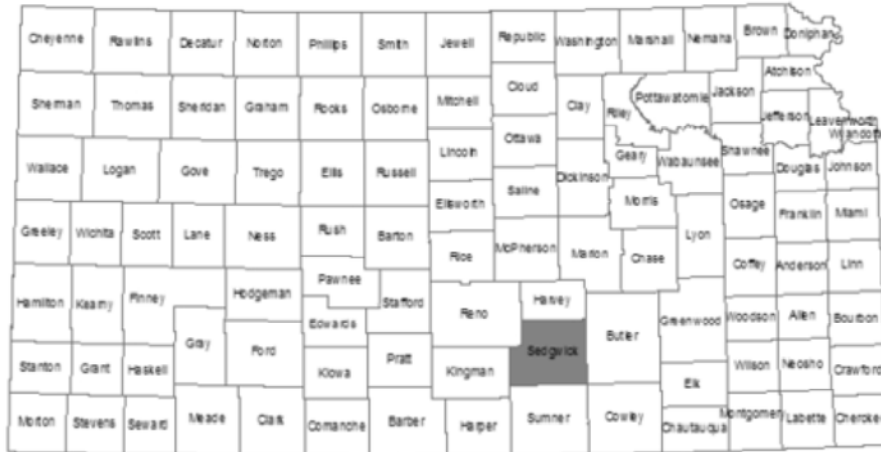 Cheyenne Rawlins Decatur Norton Phillips Smith Jewell Republic Washington Marshall Nemaha Brown Doniphan
Atchison
Sherman Thomas Sheridan Graham Rooks Osborne Mitchell Cloud Clay Riley Pottawatomie Jackson
Jefferson Leavenworth
Wyandotte
Lincoln Ottawa
Wallace Logan Gove Trego Ellis Russell Dickinson Geary Wabaunsee Shawnee Douglas Johnson
Ellsworth Saline Morris Osage Franklin Miami
Greeley Wichita Scott Lane Ness Rush Barton Rice McPherson Marion Chase Lyon Coffey Anderson Linn
Hamilton Kearny Finney Hodgeman Pawnee Stafford Reno Harvey
Gray Ford Edwards Sedgwick Butler Greenwood Woodson Allen Bourbon
Stanton Grant Haskell Kiowa Pratt Kingman Elk Wilson Neosho Crawford
Morton Stevens Seward Meade Clark Comanche Barber Harper Sumner Cowley Chautauqua Montgomery Labette Cherokee